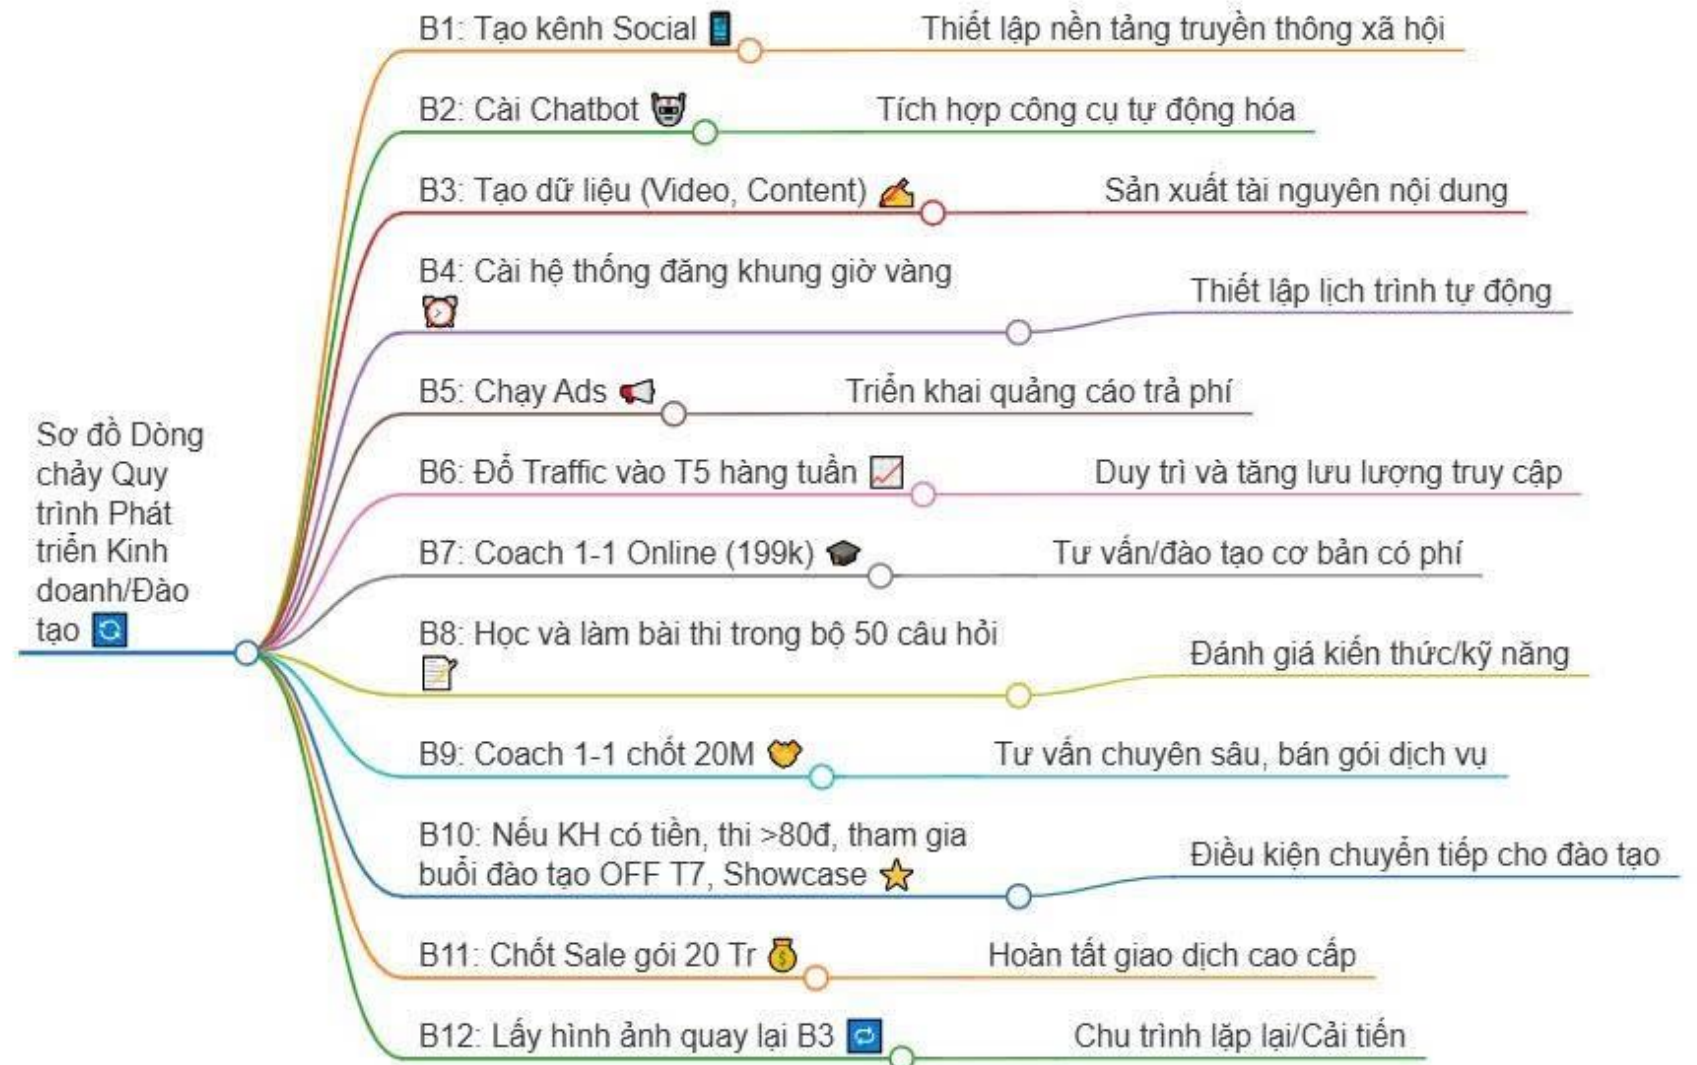 Sơ đồ Dòng
chảy Quy
trình Phát
triển Kinh
doanh/Đào
tạo
B1: Tạo kênh Social
Thiết lập nền tảng truyền thông xã hội
B2: Cài Chatbot
Tích hợp công cụ tự động hóa
B3: Tạo dữ liệu (Video, Content)
Sản xuất tài nguyên nội dung
B4: Cài hệ thống đăng khung giờ vàng
Thiết lập lịch trình tự động
B5: Chạy Ads
Triển khai quảng cáo trả phí
B6: Đổ Traffic vào T5 hàng tuần
Duy trì và tăng lưu lượng truy cập
B7: Coach 1-1 Online (199k)
Tư vấn/đào tạo cơ bản có phí
B8: Học và làm bài thi trong bộ 50 câu hỏi
Đánh giá kiến thức/kỹ năng
B9: Coach 1-1 chốt 20M
Tư vấn chuyên sâu, bán gói dịch vụ
B10: Nếu KH có tiền, thi >80đ, tham gia
buổi đào tạo OFF T7, Showcase
Điều kiện chuyển tiếp cho đào tạo
B11: Chốt Sale gói 20 Tr
Hoàn tất giao dịch cao cấp
B12: Lấy hình ảnh quay lại B3
Chu trình lặp lại/Cải tiến